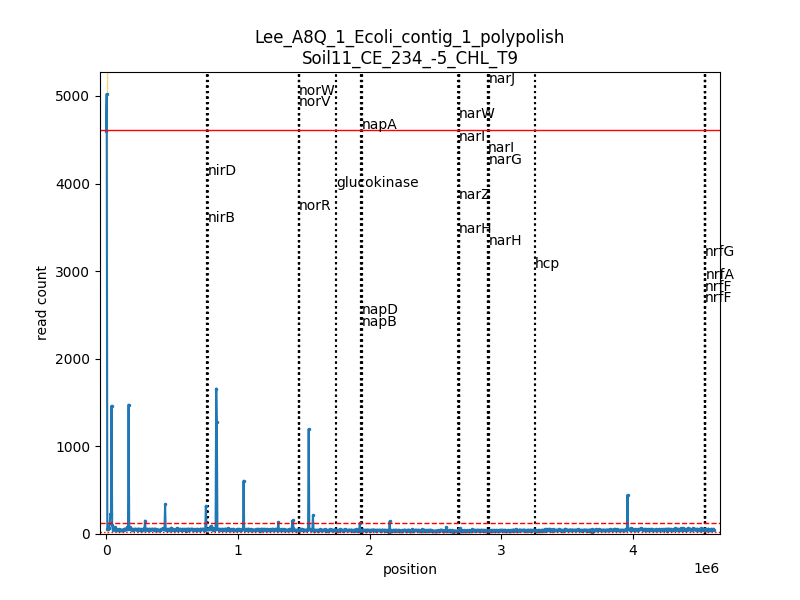 Lee_A8Q_1_Ecoli_contig_1_polypolish
Soil11_CE_234_-5_CHL_T9
read count
5000
4000
3000
2000
1000
0
narJ
norW
norV
narW
napA
narI
narI
narG
nirD
glucokinase
narZ
norR
nirB
narH
narH
nrfG
hcp
nrfA
nrfF
nrfF
napD
napB
0
1
2
3
4
1e6
position